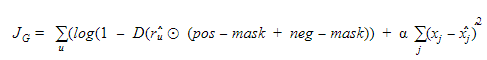 J_G = ∑_u (log(1 − D(r̂_u ⊙ (pos − mask + neg − mask)) + α ∑_j (x_j − x̂_j)^2